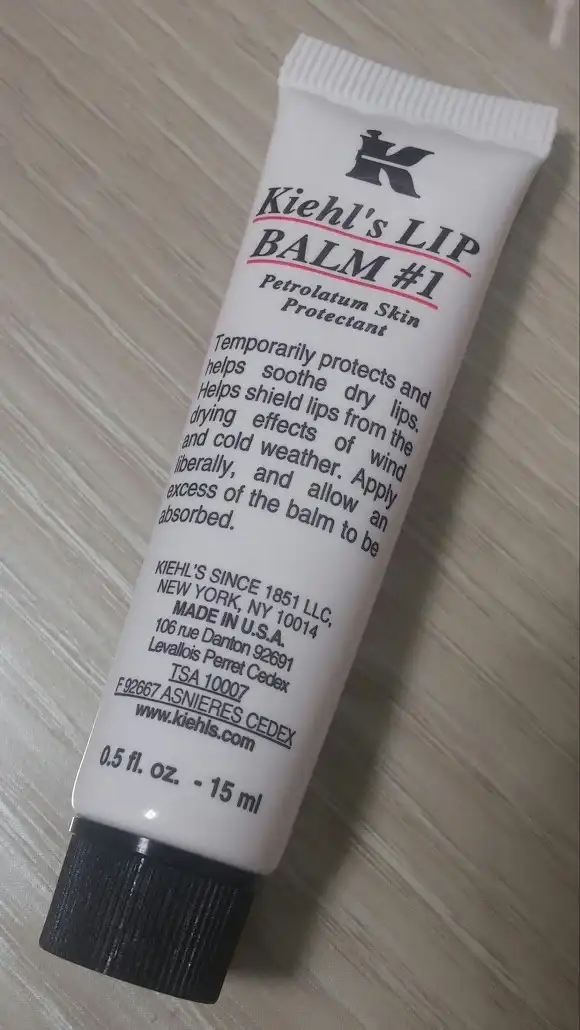 K
Kiehl's LIP
BALM #1
Petrolatum Skin
Protectant
Temporarily protects and
helps soothe dry lips.
Helps shield lips from the
drying effects of wind
and cold weather. Apply
liberally, and allow an
excess of the balm to be
absorbed.
KIEHL'S SINCE 1851 LLC,
NEW YORK, NY 10014
MADE IN U.S.A.
106 rue Danton 92691
Levallois Perret Cedex
TSA 10007
F 92667 ASNIERES CEDEX
www.kiehls.com
0.5 fl. oz. - 15 ml